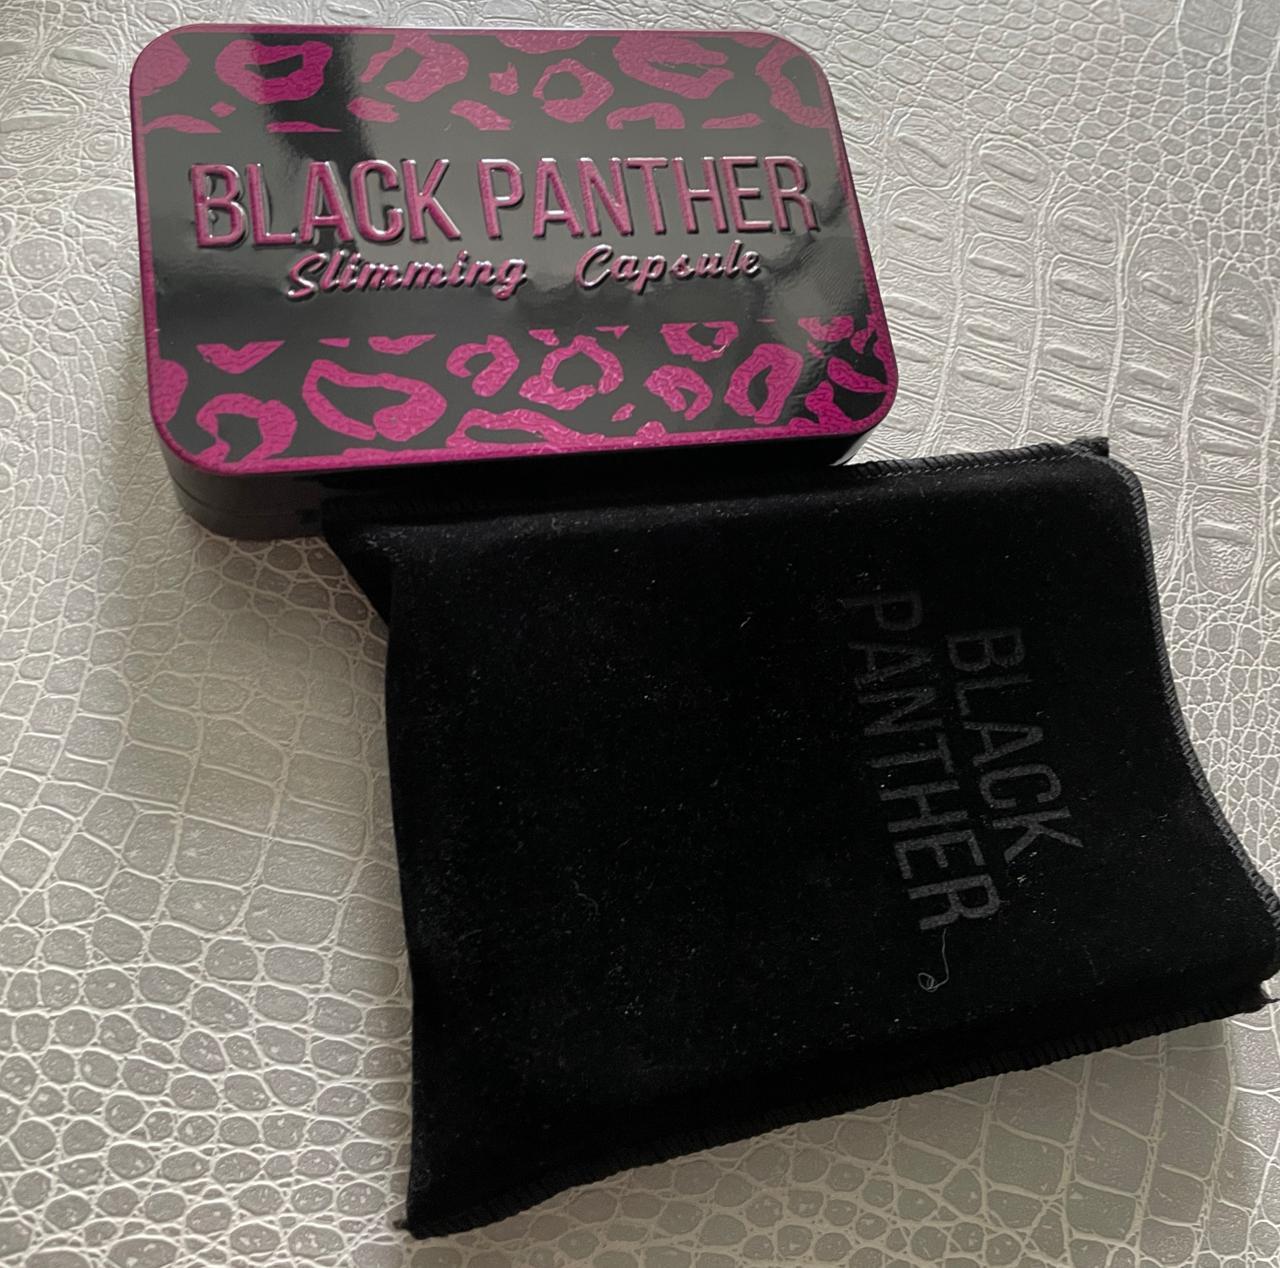 BLACK PANTHER
Slimming Capsule
BLACK
PANTHER